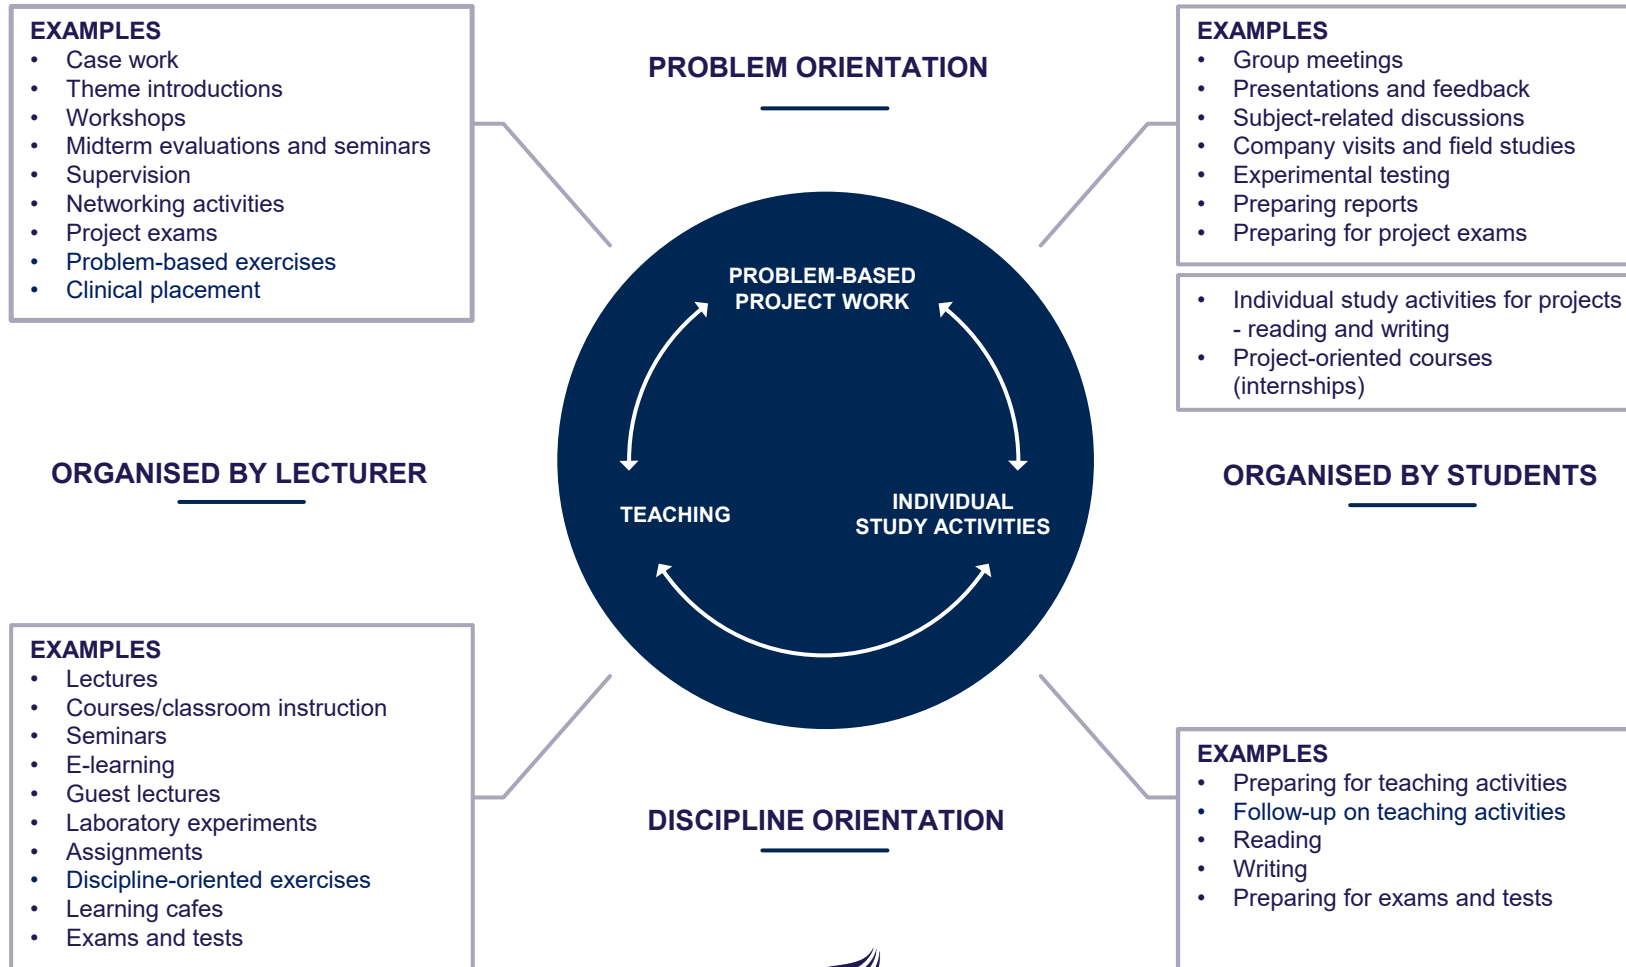 EXAMPLES
• Case work
• Theme introductions
• Workshops
• Midterm evaluations and seminars
• Supervision
• Networking activities
• Project exams
• Problem-based exercises
• Clinical placement
PROBLEM ORIENTATION
EXAMPLES
• Group meetings
• Presentations and feedback
• Subject-related discussions
• Company visits and field studies
• Experimental testing
• Preparing reports
• Preparing for project exams
• Individual study activities for projects
- reading and writing
• Project-oriented courses
(internships)
PROBLEM-BASED
PROJECT WORK
ORGANISED BY LECTURER
TEACHING
INDIVIDUAL
STUDY ACTIVITIES
ORGANISED BY STUDENTS
EXAMPLES
• Lectures
• Courses/classroom instruction
• Seminars
• E-learning
• Guest lectures
• Laboratory experiments
• Assignments
• Discipline-oriented exercises
• Learning cafes
• Exams and tests
DISCIPLINE ORIENTATION
EXAMPLES
• Preparing for teaching activities
• Follow-up on teaching activities
• Reading
• Writing
• Preparing for exams and tests